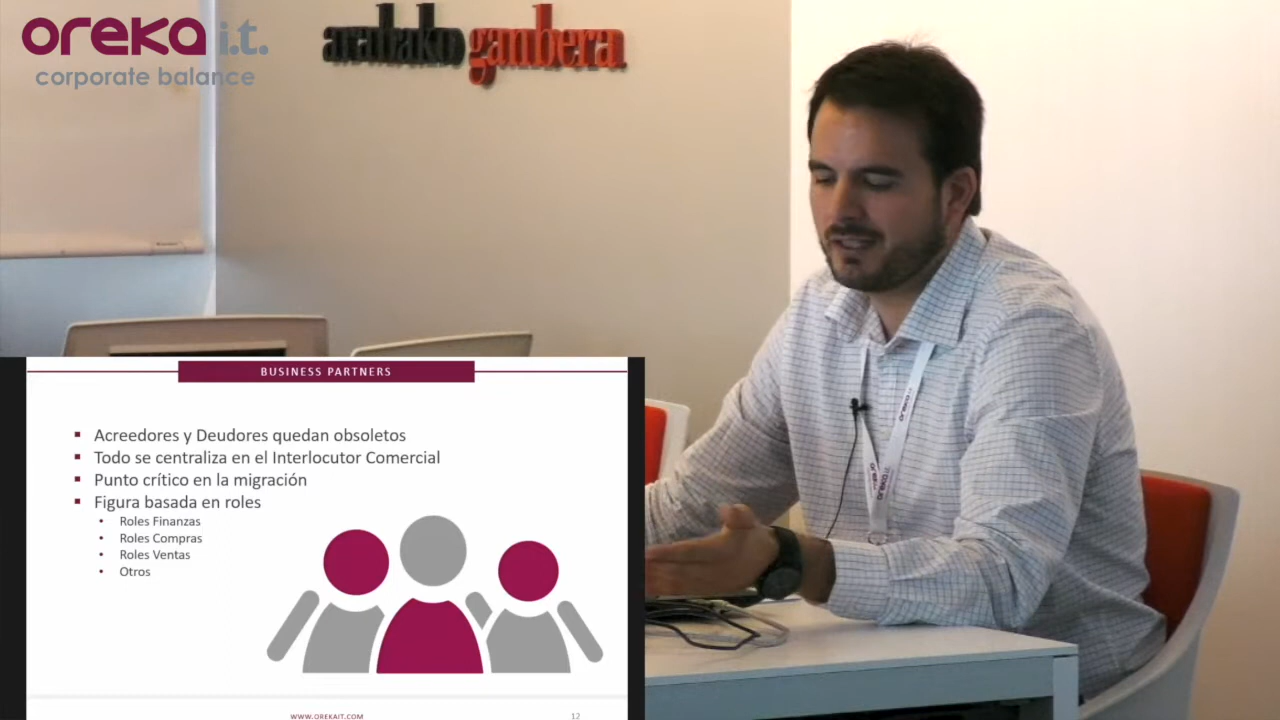 oreka i.t.
corporate balance
arabako ganbera
BUSINESS PARTNERS
▪ Acreedores y Deudores quedan obsoletos
▪ Todo se centraliza en el Interlocutor Comercial
▪ Punto crítico en la migración
▪ Figura basada en roles
• Roles Finanzas
• Roles Compras
• Roles Ventas
• Otros
WWW.OREKAIT.COM
12